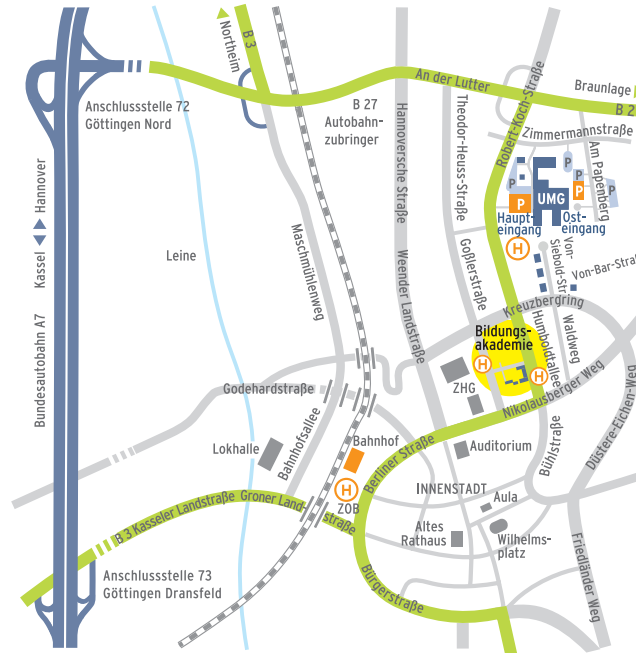 B 3
Northeim
An der Lutter
Braunlage
B 2
Anschlussstelle 72
Göttingen Nord
B 27
Autobahn-
zubringer
Hannoversche Straße
Theodor-Heuss-Straße
Robert-Koch-Straße
Zimmermannstraße
Am Papenberg
P
P
P
P
P
P
UMG
Haupt-
eingang
Ost-
eingang
H
Kassel
Hannover
Bundesautobahn A7
Leine
Maschmühlenweg
Weender Landstraße
Goßlerstraße
Von-
Siebold-Str.
Von-Bar-Straß
Kreuzbergring
Bildungs-
akademie
H
H
Humboldtallee
Waldweg
ZHG
Nikolausberger Weg
Düstere-Eichen-Weg
Godehardstraße
Lokhalle
Bahnhofsallee
Bahnhof
H
ZOB
Berliner Straße
Auditorium
Bühlstraße
INNENSTADT
Aula
Altes
Rathaus
Wilhelms-
platz
B 3 Kasseler Landstraße
Groner Land-
straße
Anschlussstelle 73
Göttingen Dransfeld
Bürgerstraße
Friedländer Weg